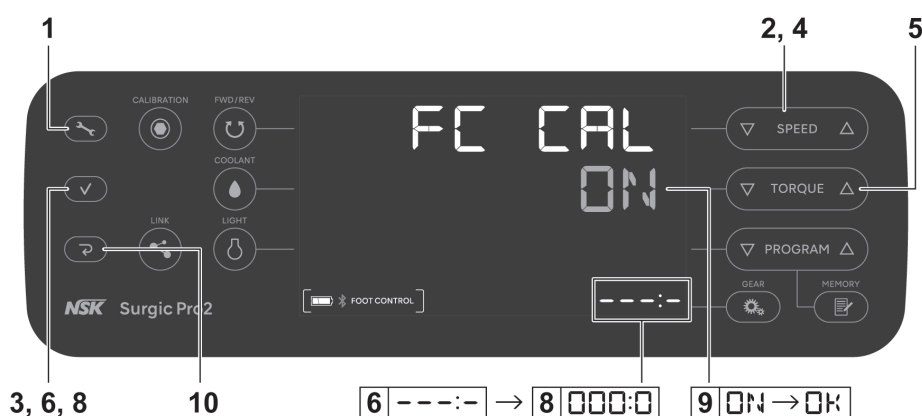 1
2, 4
5
CALIBRATION
FWD/REV
FC CAL
SPEED
COOLANT
ON
TORQUE
LINK
LIGHT
PROGRAM
NSK Surgic Pro2
FOOT CONTROL
---:-
GEAR
MEMORY
3, 6, 8
10
6 ---:- → 8 000:0
9 ON → OK